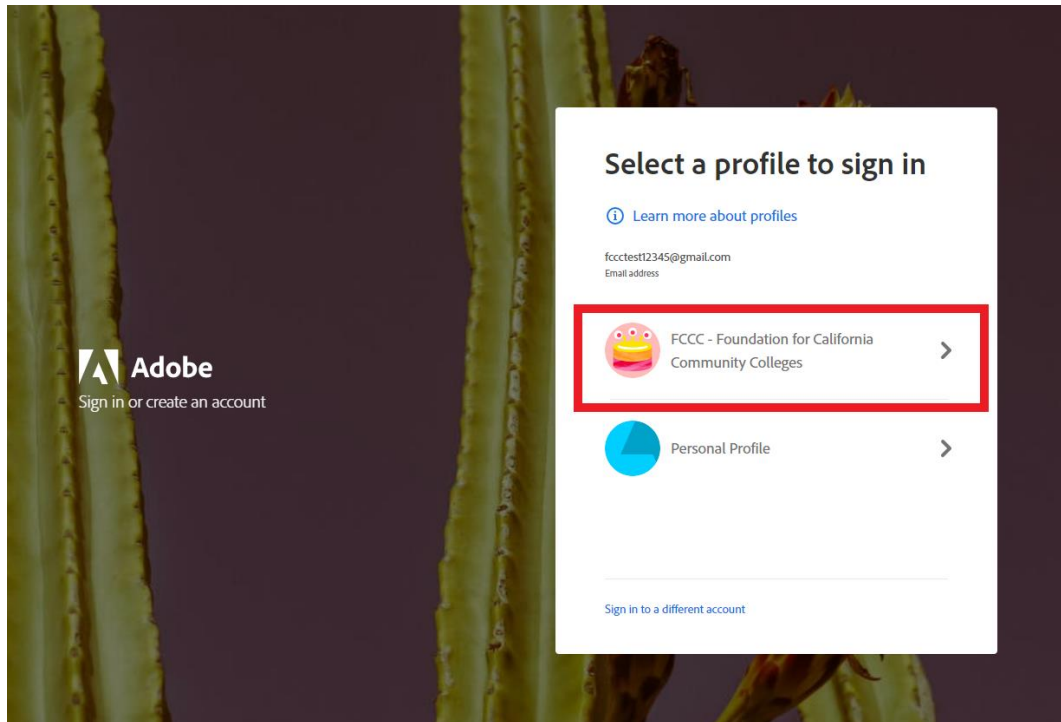 Adobe
Sign in or create an account
Select a profile to sign in
Learn more about profiles
fccctest12345@gmail.com
Email address
FCCC - Foundation for California
Community Colleges
Personal Profile
Sign in to a different account